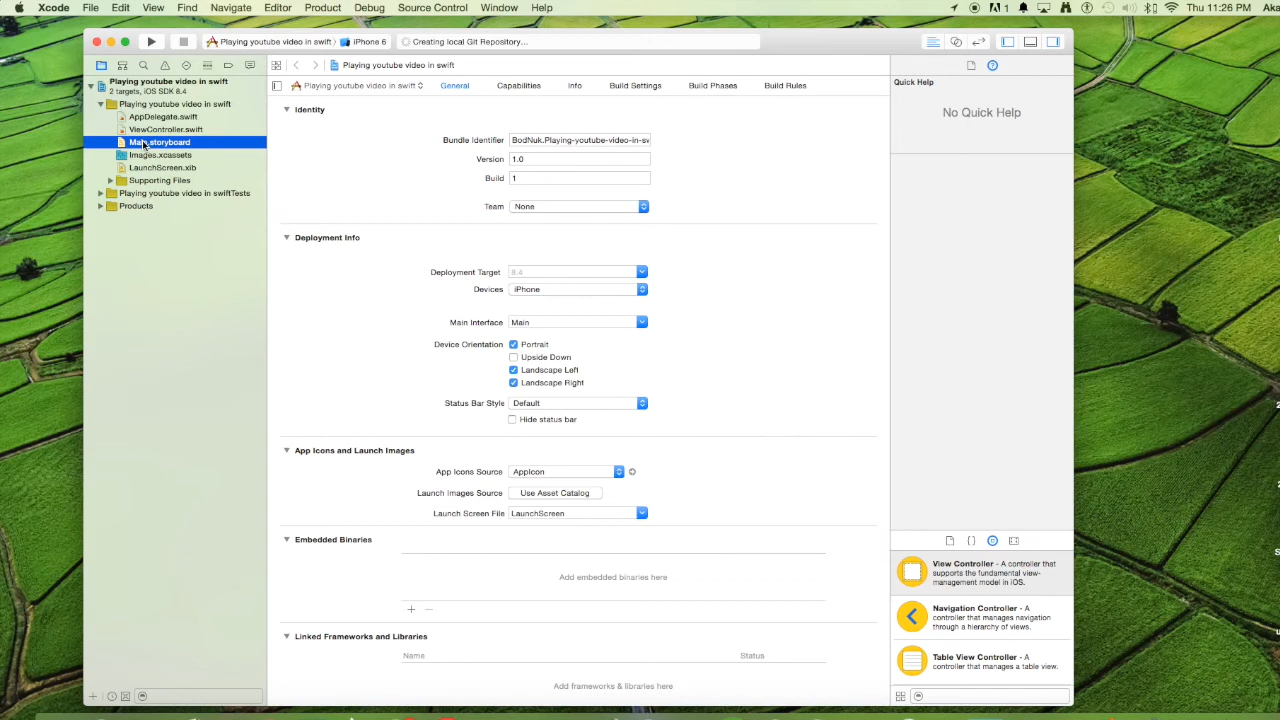 Xcode File Edit View Find Navigate Editor Product Debug Source Control Window Help 1 Thu 11:26 PM
Playing youtube video in swift iPhone 6 Creating local Git Repository...
Playing youtube video in swift
Quick Help
No Quick Help
Playing youtube video in swift
2 targets, iOS SDK 8.4
Playing youtube video in swift
AppDelegate.swift
ViewController.swift
Main.storyboard
Images.xcassets
LaunchScreen.xib
Supporting Files
Playing youtube video in swiftTests
Products
Playing youtube video in swift General Capabilities Info Build Settings Build Phases Build Rules
Identity
Bundle Identifier BodNuk.Playing-youtube-video-in-sv
Version 1.0
Build 1
Team None
Deployment Info
Deployment Target 8.4
Devices iPhone
Main Interface Main
Device Orientation Portrait
Upside Down
Landscape Left
Landscape Right
Status Bar Style Default
Hide status bar
App Icons and Launch Images
App Icons Source AppIcon
Launch Images Source Use Asset Catalog
Launch Screen File LaunchScreen
Embedded Binaries
Add embedded binaries here
Linked Frameworks and Libraries
Name Status
Add frameworks & libraries here
View Controller - A controller that
supports the fundamental view-
management model in iOS.
Navigation Controller - A
controller that manages navigation
through a hierarchy of views.
Table View Controller - A
controller that manages a table view.